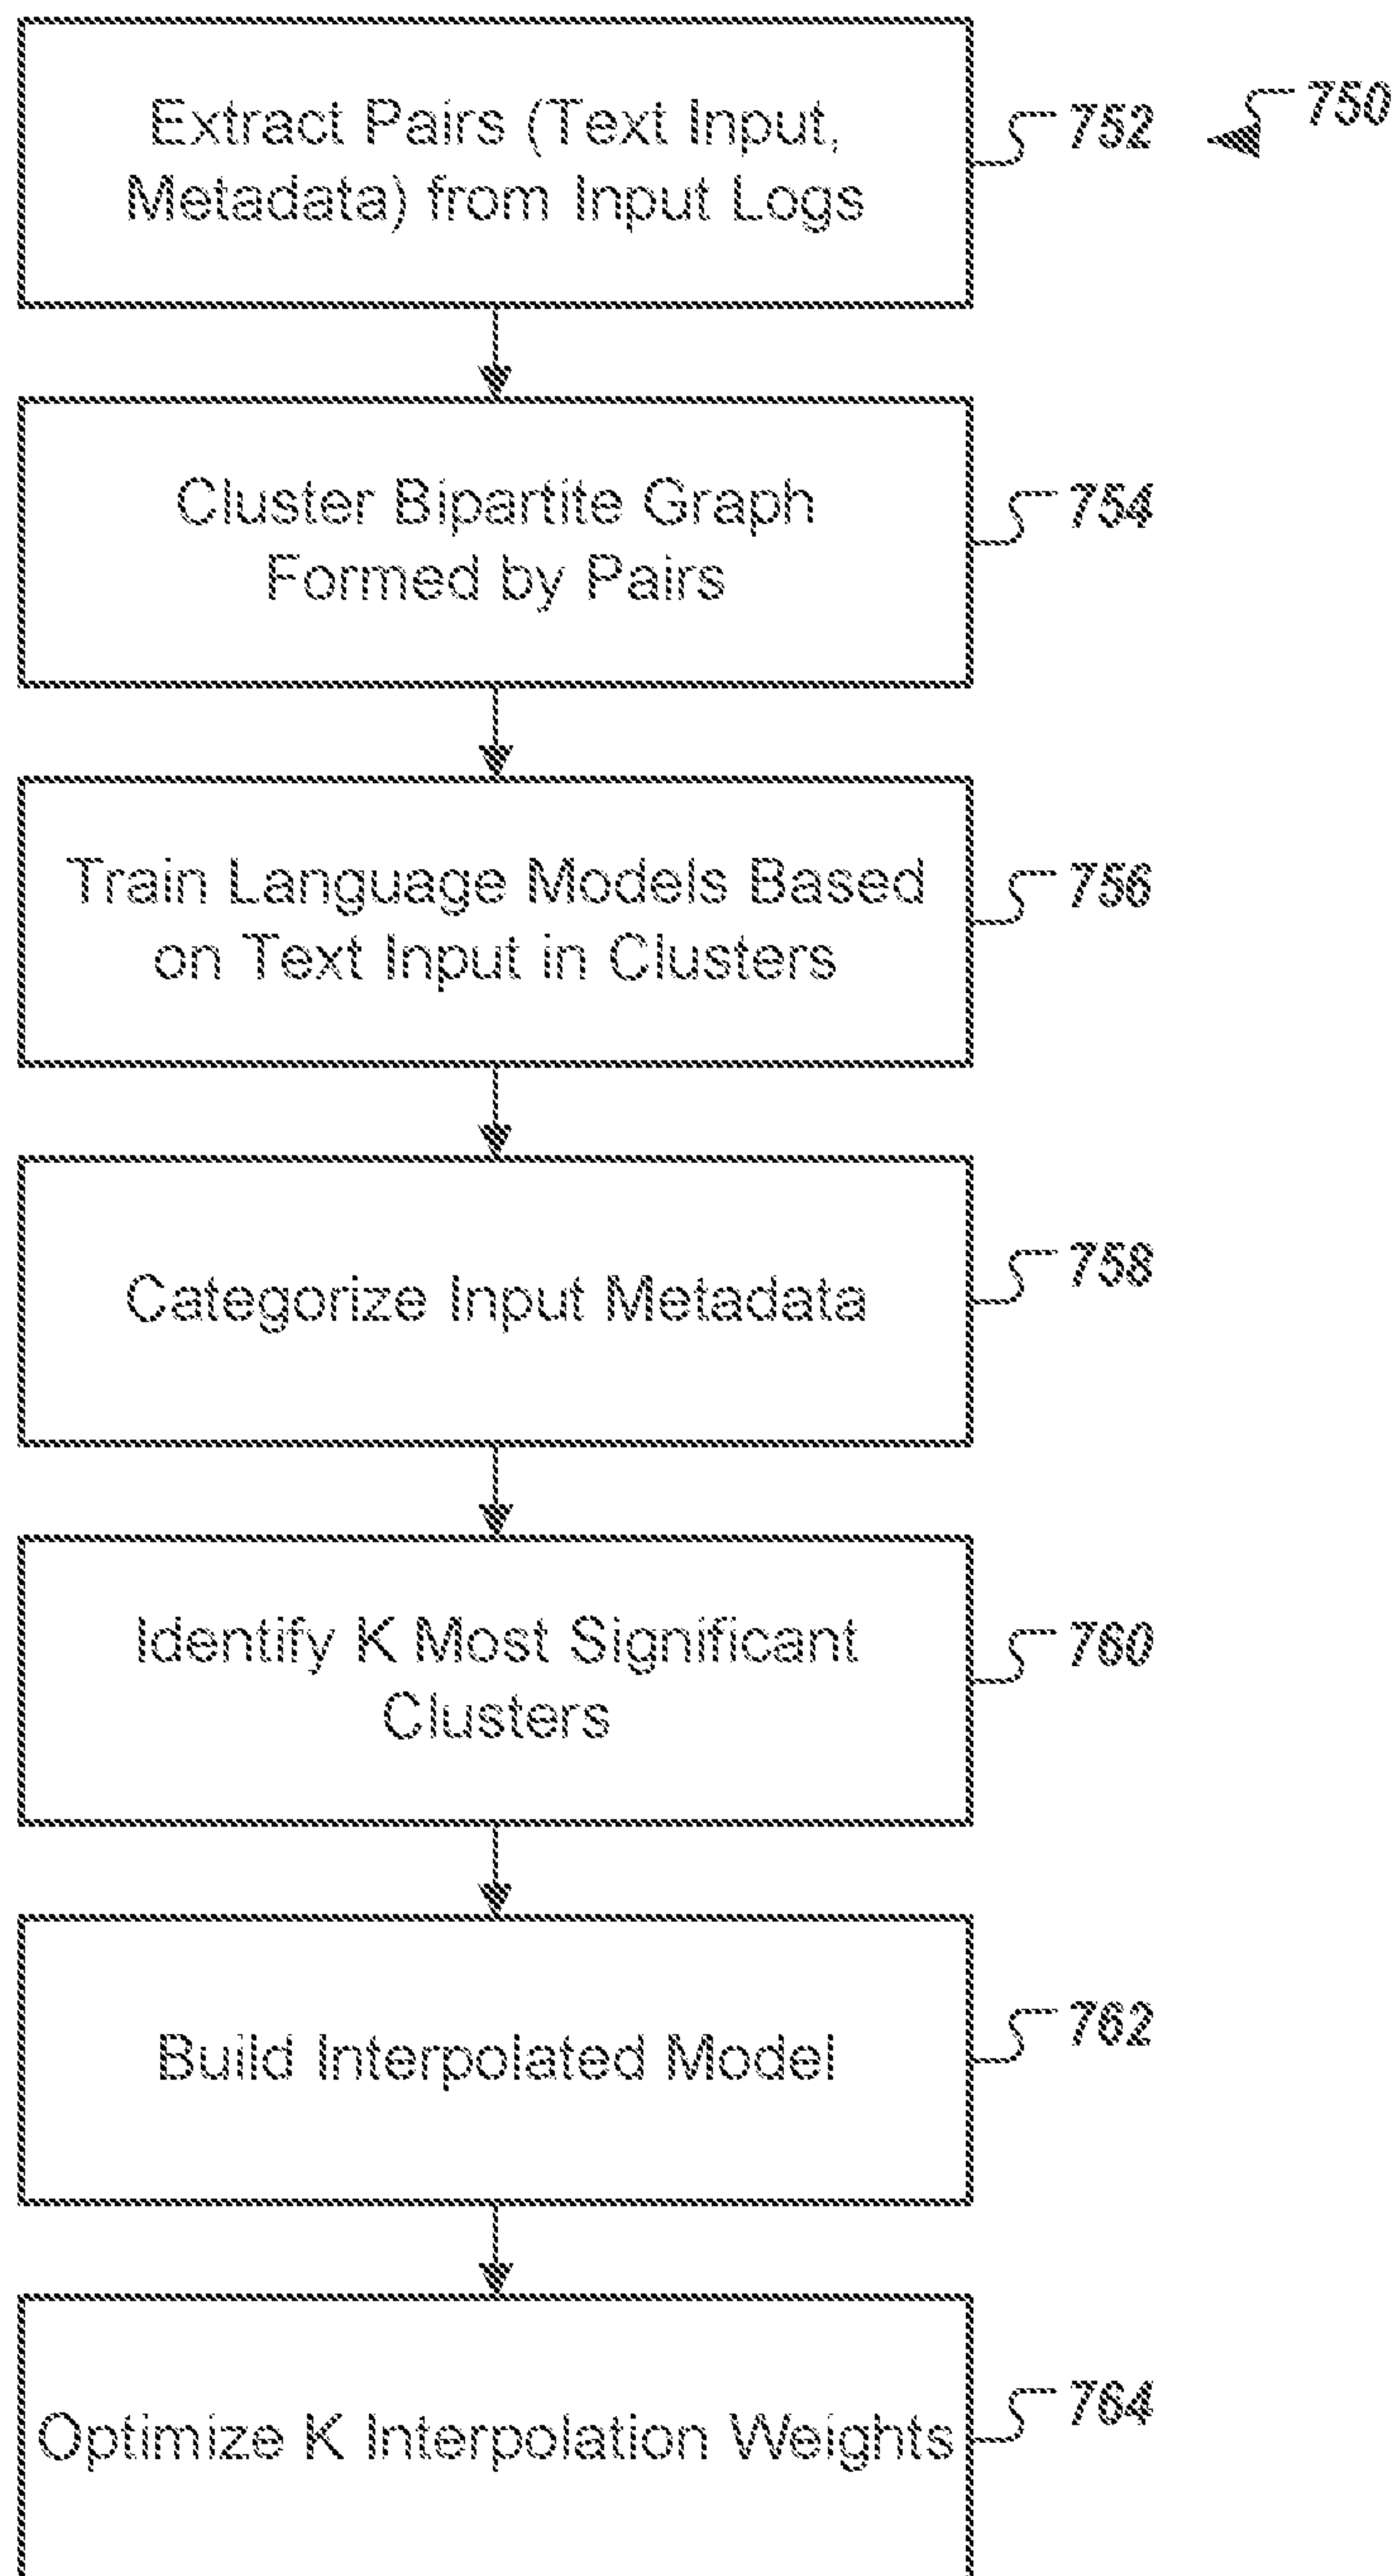 Extract Pairs (Text Input,
Metadata) from Input Logs
752
750
Cluster Bipartite Graph
Formed by Pairs
754
Train Language Models Based
on Text Input in Clusters
756
Categorize Input Metadata
758
Identify K Most Significant
Clusters
760
Build Interpolated Model
762
Optimize K Interpolation Weights
764